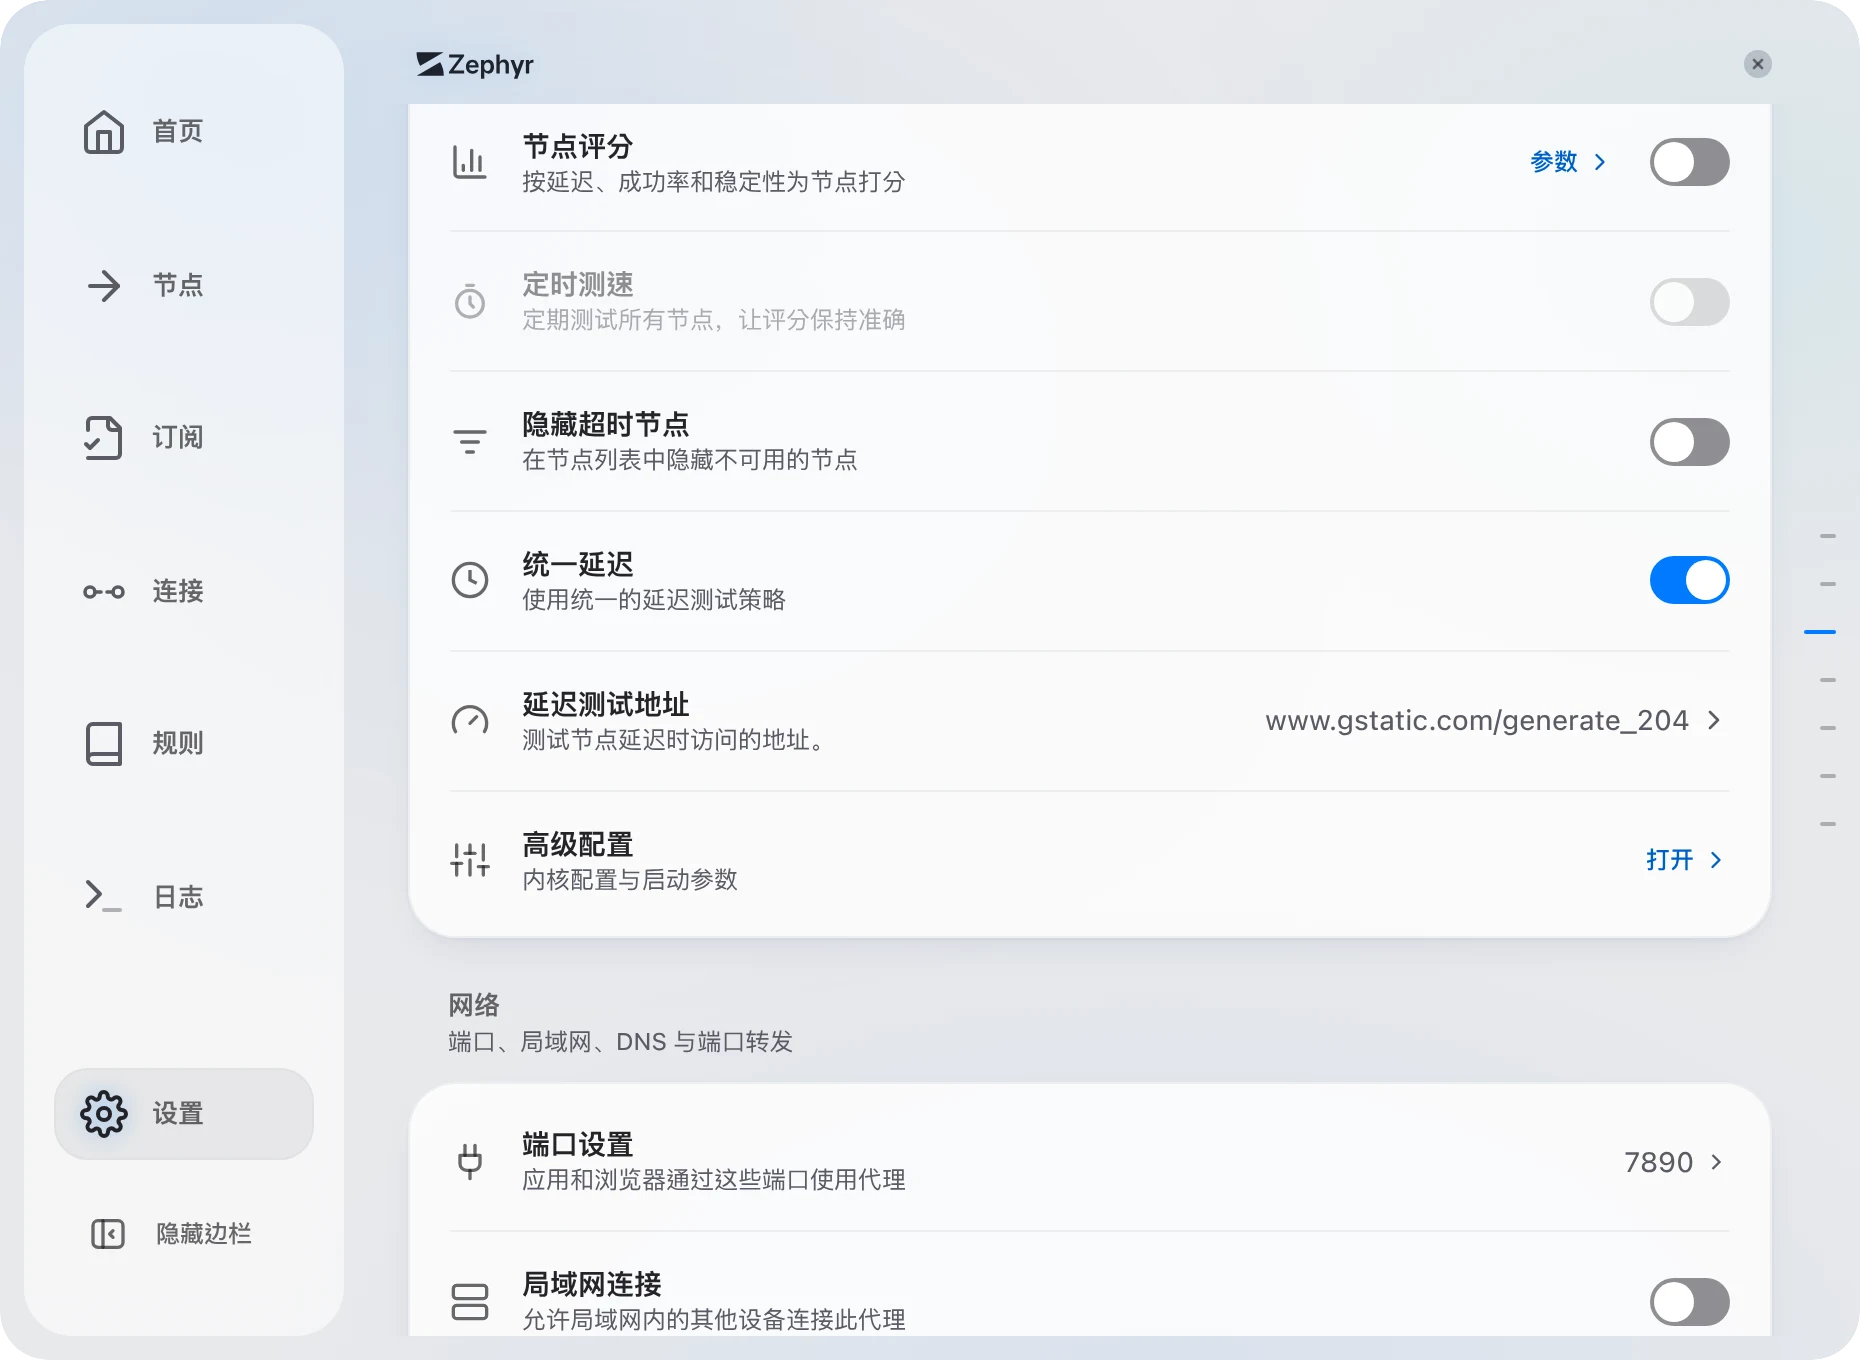 Zephyr
首页
节点
订阅
连接
规则
日志
设置
隐藏边栏
节点评分
按延迟、成功率和稳定性为节点打分
参数
定时测速
定期测试所有节点，让评分保持准确
隐藏超时节点
在节点列表中隐藏不可用的节点
统一延迟
使用统一的延迟测试策略
延迟测试地址
测试节点延迟时访问的地址。
www.gstatic.com/generate_204
高级配置
内核配置与启动参数
打开
网络
端口、局域网、DNS 与端口转发
端口设置
应用和浏览器通过这些端口使用代理
7890
局域网连接
允许局域网内的其他设备连接此代理